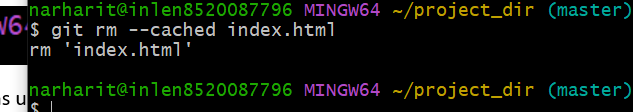 narharit@inlen8520087796 MINGW64 ~/project_dir (master)
$ git rm --cached index.html
rm 'index.html'
narharit@inlen8520087796 MINGW64 ~/project_dir (master)
$